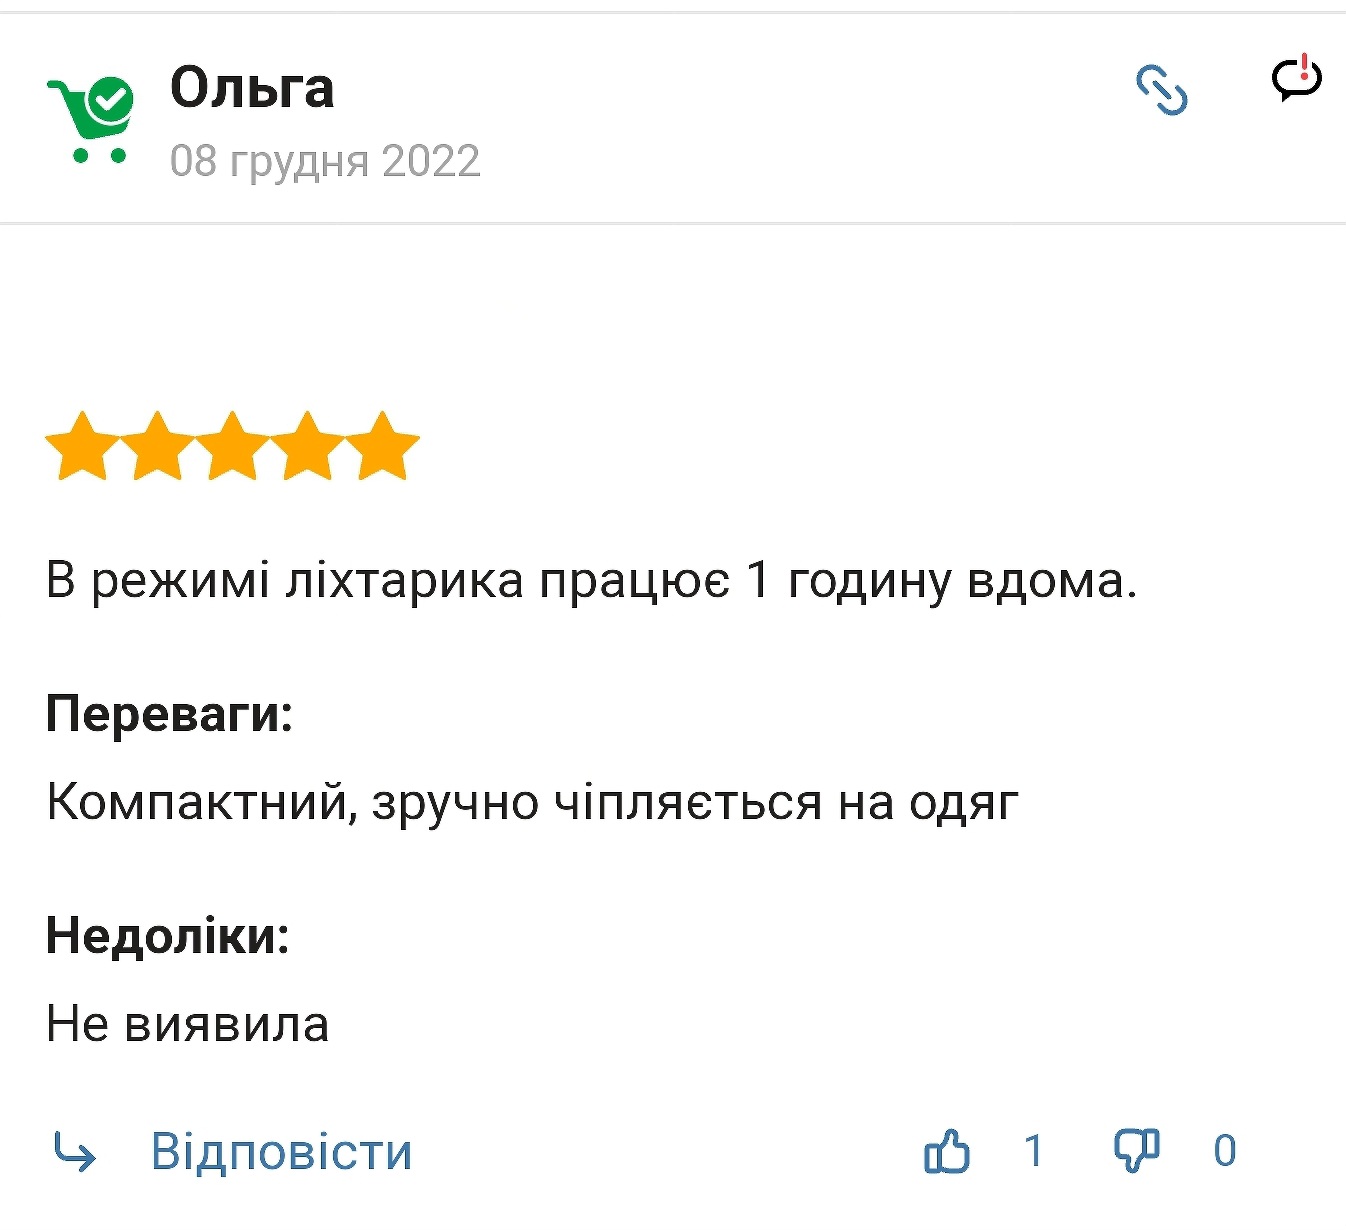 Ольга
08 грудня 2022
В режимі ліхтарика працює 1 годину вдома.
Переваги:
Компактний, зручно чіпляється на одяг
Недоліки:
Не виявила
Відповісти 1 0